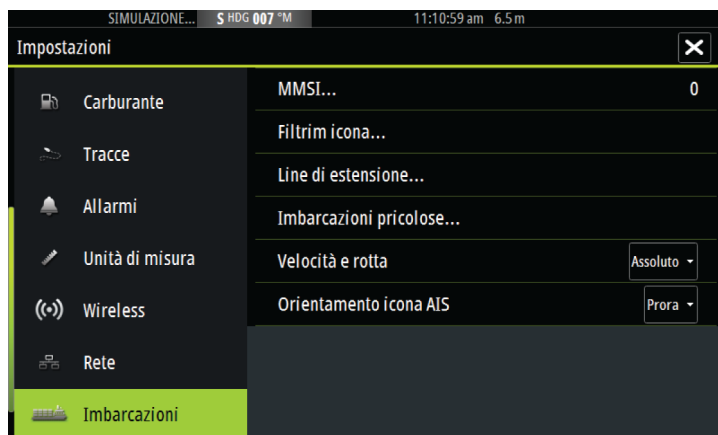 SIMULAZIONE... S HDG 007 °M 11:10:59 am 6.5 m
Impostazioni
Carburante
Tracce
Allarmi
Unità di misura
Wireless
Rete
Imbarcazioni
MMSI... 0
Filtrim icona...
Line di estensione...
Imbarcazioni pricolose...
Velocità e rotta Assoluto
Orientamento icona AIS Prora